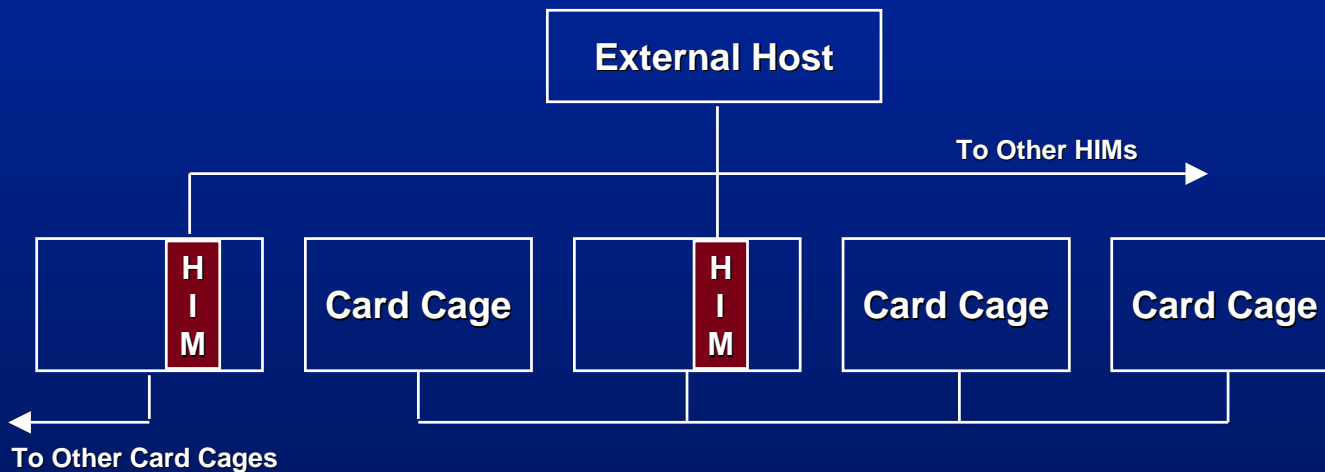 External Host
To Other HIMs
H
I
M
Card Cage
H
I
M
Card Cage
Card Cage
To Other Card Cages